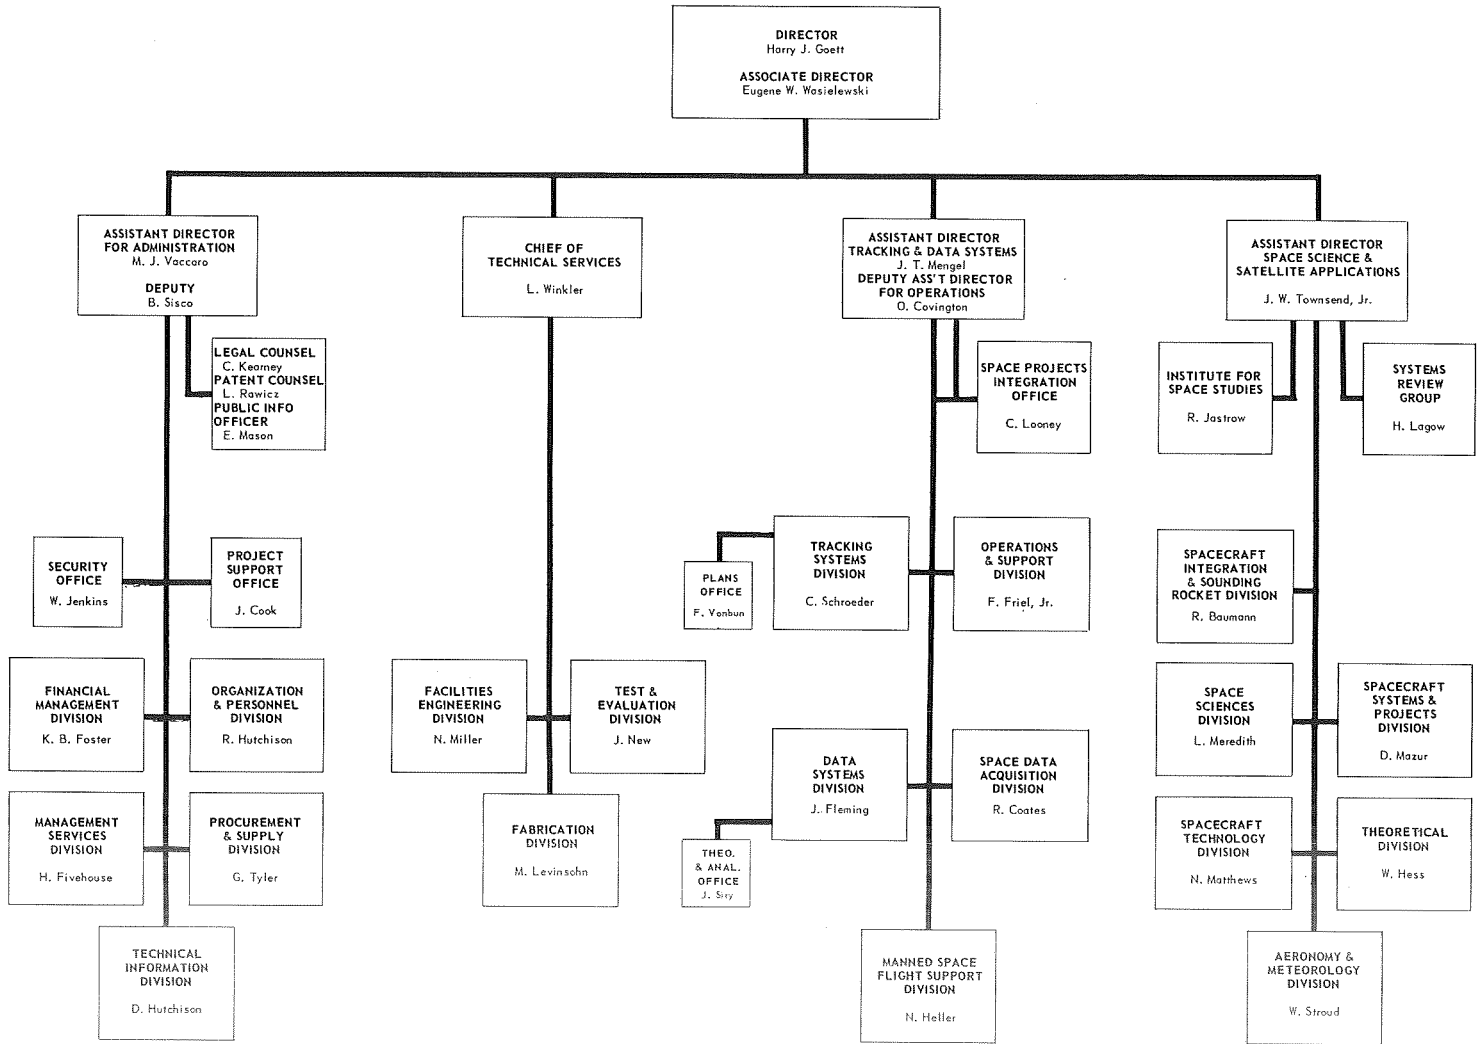 DIRECTOR
Harry J. Goett
ASSOCIATE DIRECTOR
Eugene W. Wasielewski
ASSISTANT DIRECTOR
FOR ADMINISTRATION
M. J. Vaccaro
DEPUTY
B. Sisco
CHIEF OF
TECHNICAL SERVICES
L. Winkler
ASSISTANT DIRECTOR
TRACKING & DATA SYSTEMS
J. T. Mengel
DEPUTY ASS'T DIRECTOR
FOR OPERATIONS
O. Covington
ASSISTANT DIRECTOR
SPACE SCIENCE &
SATELLITE APPLICATIONS
J. W. Townsend, Jr.
LEGAL COUNSEL
C. Kearney
PATENT COUNSEL
L. Rawicz
PUBLIC INFO
OFFICER
E. Mason
SPACE PROJECTS
INTEGRATION
OFFICE
C. Looney
INSTITUTE FOR
SPACE STUDIES
R. Jastrow
SYSTEMS
REVIEW
GROUP
H. Lagow
SECURITY
OFFICE
W. Jenkins
PROJECT
SUPPORT
OFFICE
J. Cook
PLANS
OFFICE
F. Vonbun
TRACKING
SYSTEMS
DIVISION
C. Schroeder
OPERATIONS
& SUPPORT
DIVISION
F. Friel, Jr.
SPACECRAFT
INTEGRATION
& SOUNDING
ROCKET DIVISION
R. Baumann
FINANCIAL
MANAGEMENT
DIVISION
K. B. Foster
ORGANIZATION
& PERSONNEL
DIVISION
R. Hutchison
FACILITIES
ENGINEERING
DIVISION
N. Miller
TEST &
EVALUATION
DIVISION
J. New
SPACE
SCIENCES
DIVISION
L. Meredith
SPACECRAFT
SYSTEMS &
PROJECTS
DIVISION
D. Mazur
MANAGEMENT
SERVICES
DIVISION
H. Fivehouse
PROCUREMENT
& SUPPLY
DIVISION
G. Tyler
FABRICATION
DIVISION
M. Levinsohn
DATA
SYSTEMS
DIVISION
J. Fleming
SPACE DATA
ACQUISITION
DIVISION
R. Coates
THEO.
& ANAL.
OFFICE
J. Siry
SPACECRAFT
TECHNOLOGY
DIVISION
N. Matthews
THEORETICAL
DIVISION
W. Hess
TECHNICAL
INFORMATION
DIVISION
D. Hutchison
MANNED SPACE
FLIGHT SUPPORT
DIVISION
N. Heller
AERONOMY &
METEOROLOGY
DIVISION
W. Stroud